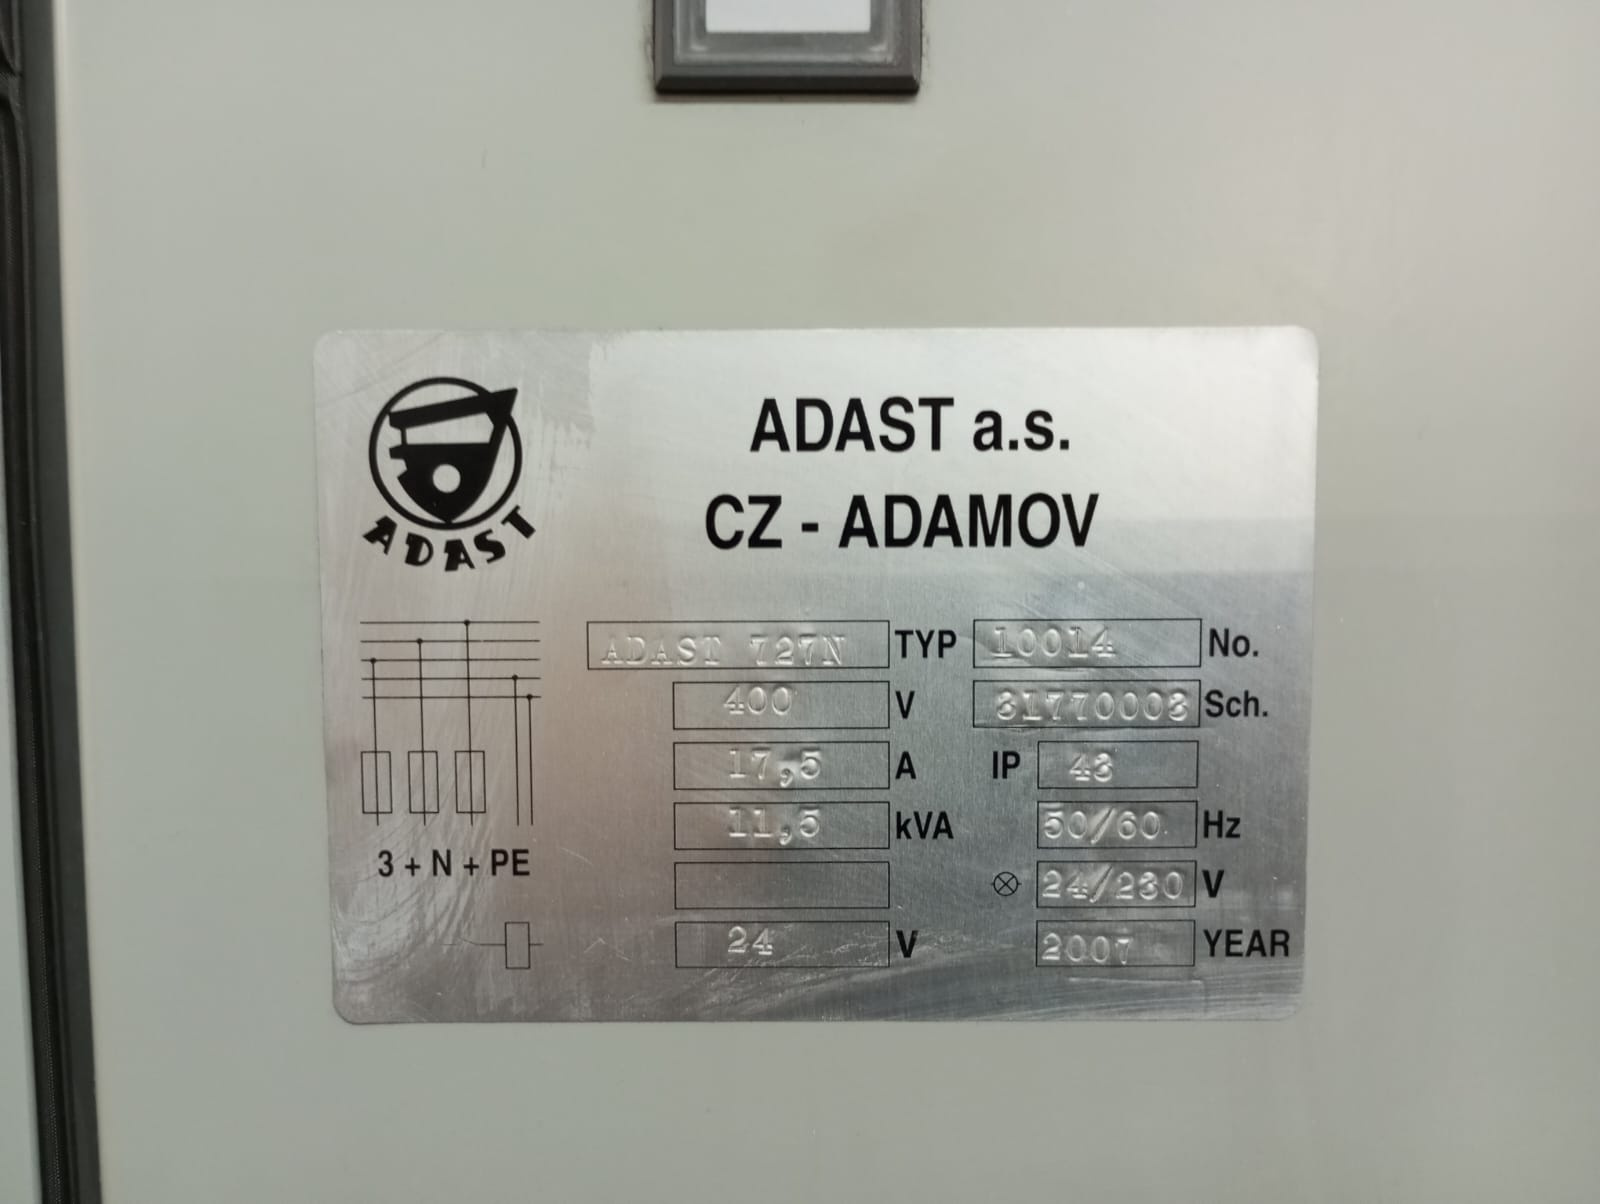 ADAST
ADAST a.s.
CZ - ADAMOV
ADAST 727N TYP 10014 No.
400 V 31770003 Sch.
17,5 A IP 43
11,5 kVA 50/60 Hz
3 + N + PE
24/230 V
24 V 2007 YEAR